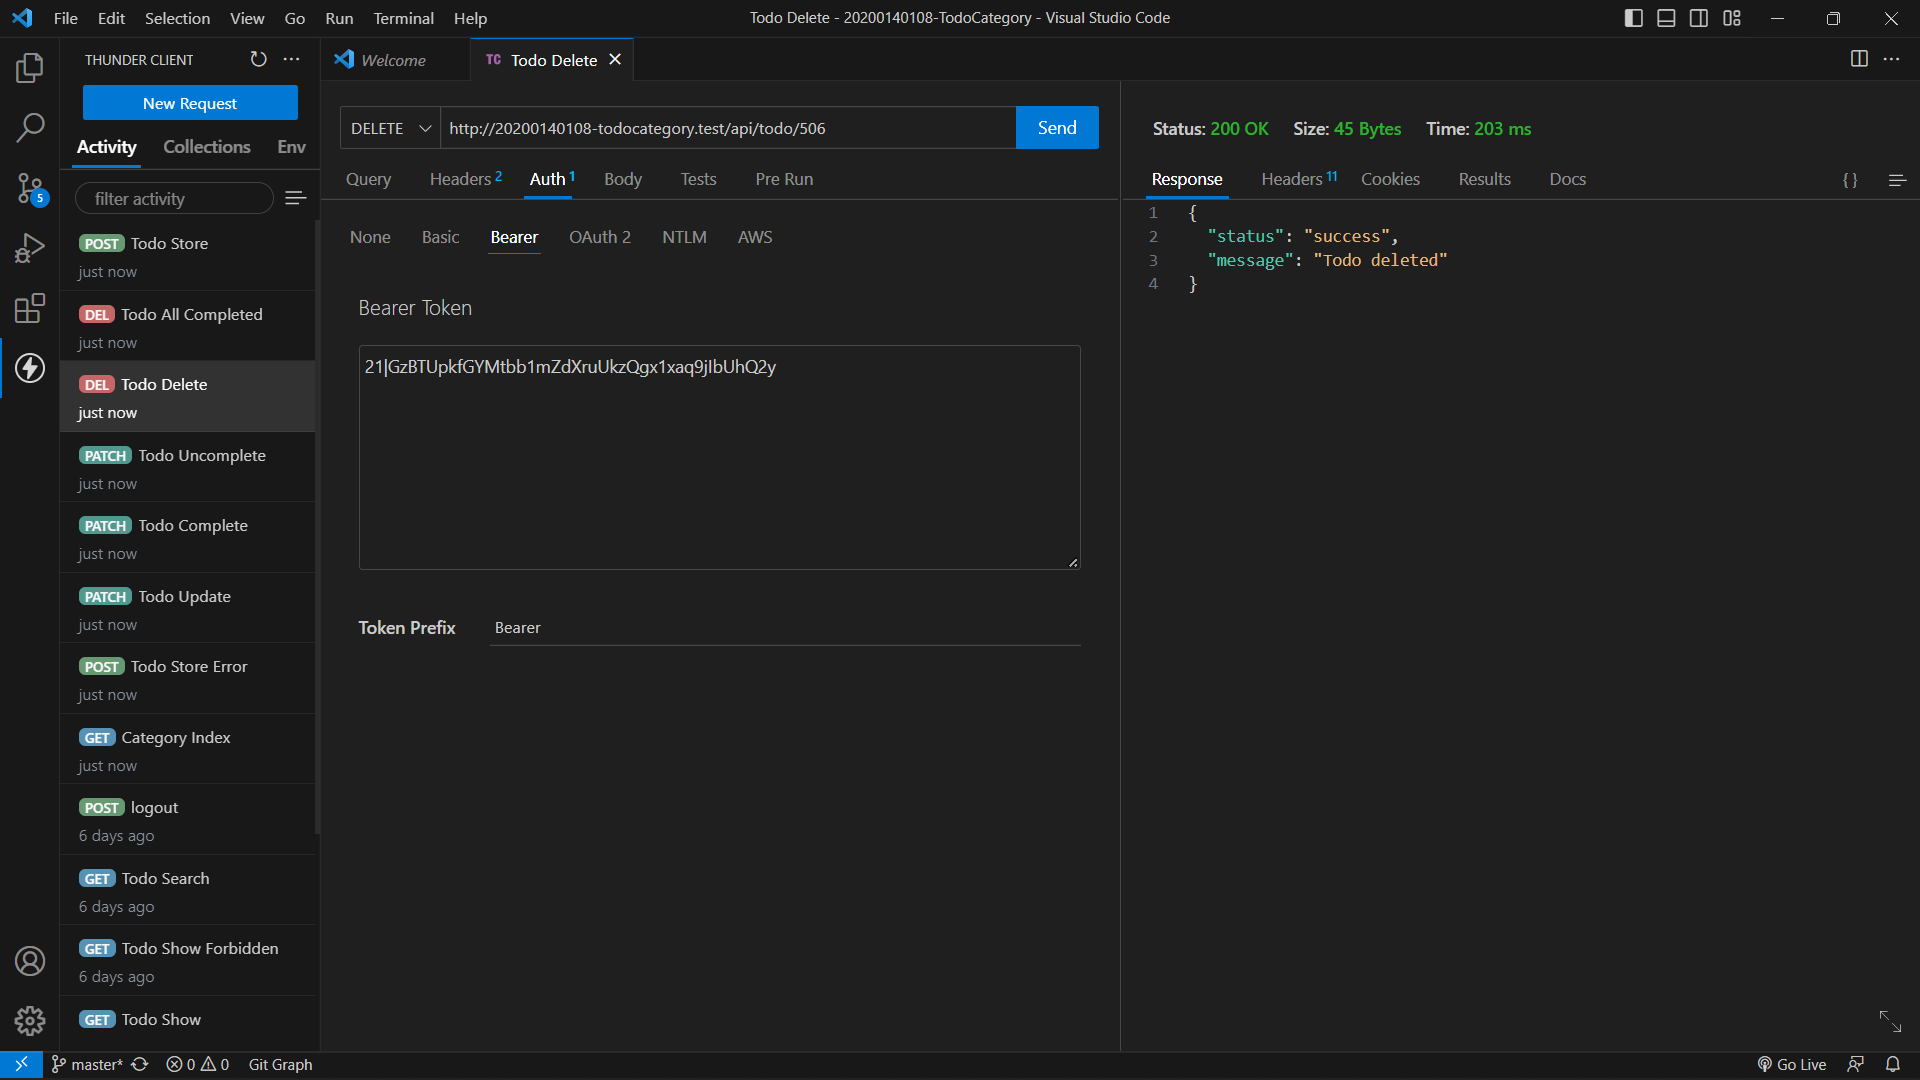 File Edit Selection View Go Run Terminal Help
Todo Delete - 20200140108-TodoCategory - Visual Studio Code
THUNDER CLIENT
New Request
Activity Collections Env
filter activity
POST Todo Store
just now
DEL Todo All Completed
just now
DEL Todo Delete
just now
PATCH Todo Uncomplete
just now
PATCH Todo Complete
just now
PATCH Todo Update
just now
POST Todo Store Error
just now
GET Category Index
just now
POST logout
6 days ago
GET Todo Search
6 days ago
GET Todo Show Forbidden
6 days ago
GET Todo Show
5
Welcome
TC Todo Delete
DELETE http://20200140108-todocategory.test/api/todo/506 Send
Query Headers 2 Auth 1 Body Tests Pre Run
None Basic Bearer OAuth 2 NTLM AWS
Bearer Token
21|GzBTUpkfGYMtbb1mZdXruUkzQgx1xaq9jIbUhQ2y
Token Prefix Bearer
Status: 200 OK Size: 45 Bytes Time: 203 ms
Response Headers 11 Cookies Results Docs {}
1 {
2 "status": "success",
3 "message": "Todo deleted"
4 }
master* 0 0 Git Graph
Go Live